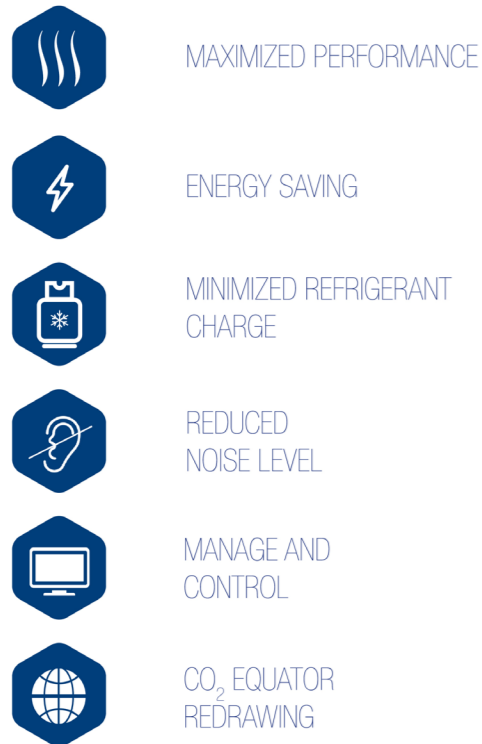 MAXIMIZED PERFORMANCE
ENERGY SAVING
MINIMIZED REFRIGERANT
CHARGE
REDUCED
NOISE LEVEL
MANAGE AND
CONTROL
CO₂ EQUATOR
REDRAWING